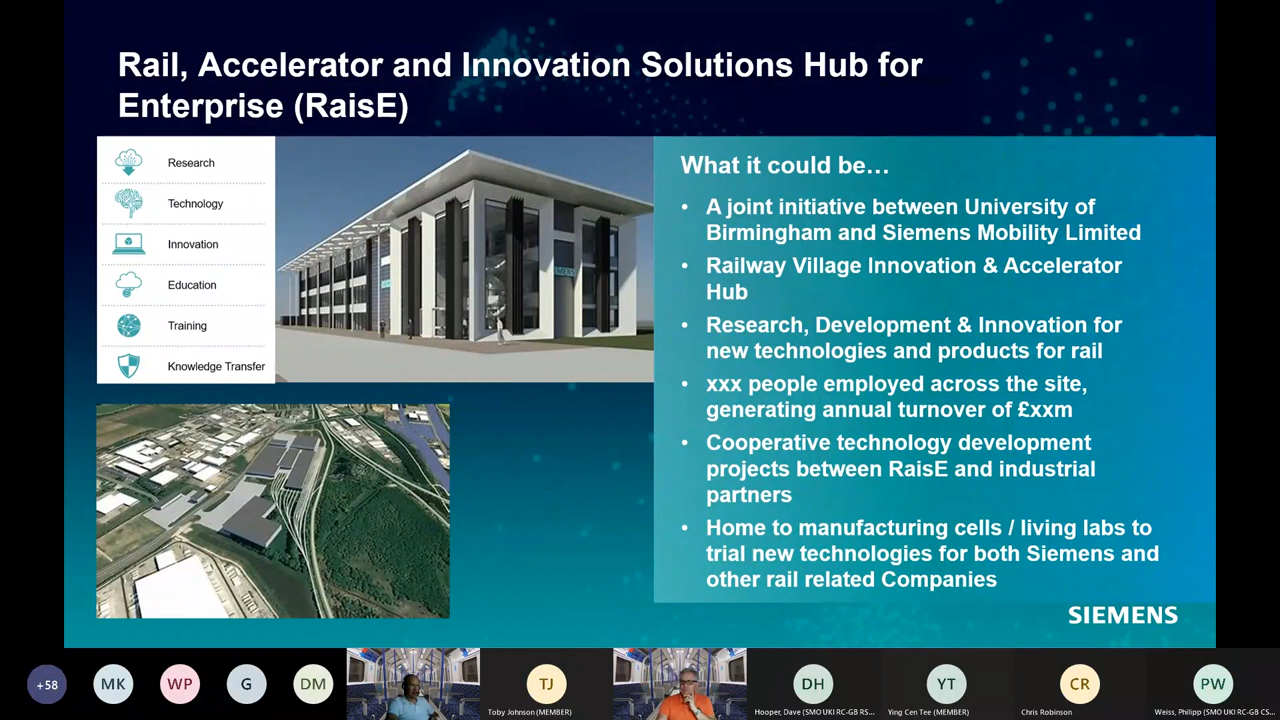 Rail, Accelerator and Innovation Solutions Hub for
Enterprise (RaisE)
Research
Technology
Innovation
Education
Training
Knowledge Transfer
What it could be…
• A joint initiative between University of
Birmingham and Siemens Mobility Limited
• Railway Village Innovation & Accelerator
Hub
• Research, Development & Innovation for
new technologies and products for rail
• xxx people employed across the site,
generating annual turnover of £xxm
• Cooperative technology development
projects between RaisE and industrial
partners
• Home to manufacturing cells / living labs to
trial new technologies for both Siemens and
other rail related Companies
SIEMENS
+58
MK
WP
G
DM
TJ
Toby Johnson (MEMBER)
DH
Hooper, Dave (SMO UKI RC-GB RS...
YT
Ying Cen Tee (MEMBER)
CR
Chris Robinson
PW
Weiss, Philipp (SMO UKI RC-GB CS...